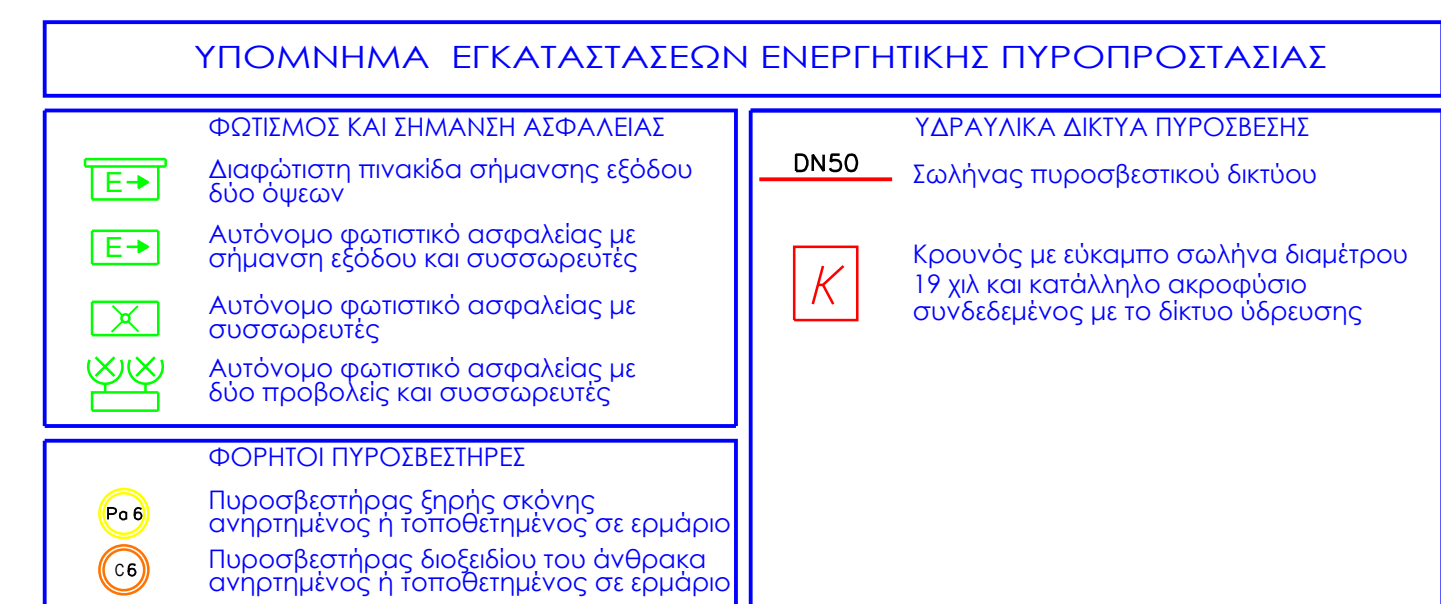 ΥΠΟΜΝΗΜΑ ΕΓΚΑΤΑΣΤΑΣΕΩΝ ΕΝΕΡΓΗΤΙΚΗΣ ΠΥΡΟΠΡΟΣΤΑΣΙΑΣ
ΦΩΤΙΣΜΟΣ ΚΑΙ ΣΗΜΑΝΣΗ ΑΣΦΑΛΕΙΑΣ
E
Διαφώτιστη πινακίδα σήμανσης εξόδου
δύο όψεων
E
Αυτόνομο φωτιστικό ασφαλείας με
σήμανση εξόδου και συσσωρευτές
Αυτόνομο φωτιστικό ασφαλείας με
συσσωρευτές
Αυτόνομο φωτιστικό ασφαλείας με
δύο προβολείς και συσσωρευτές
ΦΟΡΗΤΟΙ ΠΥΡΟΣΒΕΣΤΗΡΕΣ
Pa 6
Πυροσβεστήρας ξηρής σκόνης
ανηρτημένος ή τοποθετημένος σε ερμάριο
C6
Πυροσβεστήρας διοξειδίου του άνθρακα
ανηρτημένος ή τοποθετημένος σε ερμάριο
ΥΔΡΑΥΛΙΚΑ ΔΙΚΤΥΑ ΠΥΡΟΣΒΕΣΗΣ
DN50
Σωλήνας πυροσβεστικού δικτύου
K
Κρουνός με εύκαμπο σωλήνα διαμέτρου
19 χιλ και κατάλληλο ακροφύσιο
συνδεδεμένος με το δίκτυο ύδρευσης